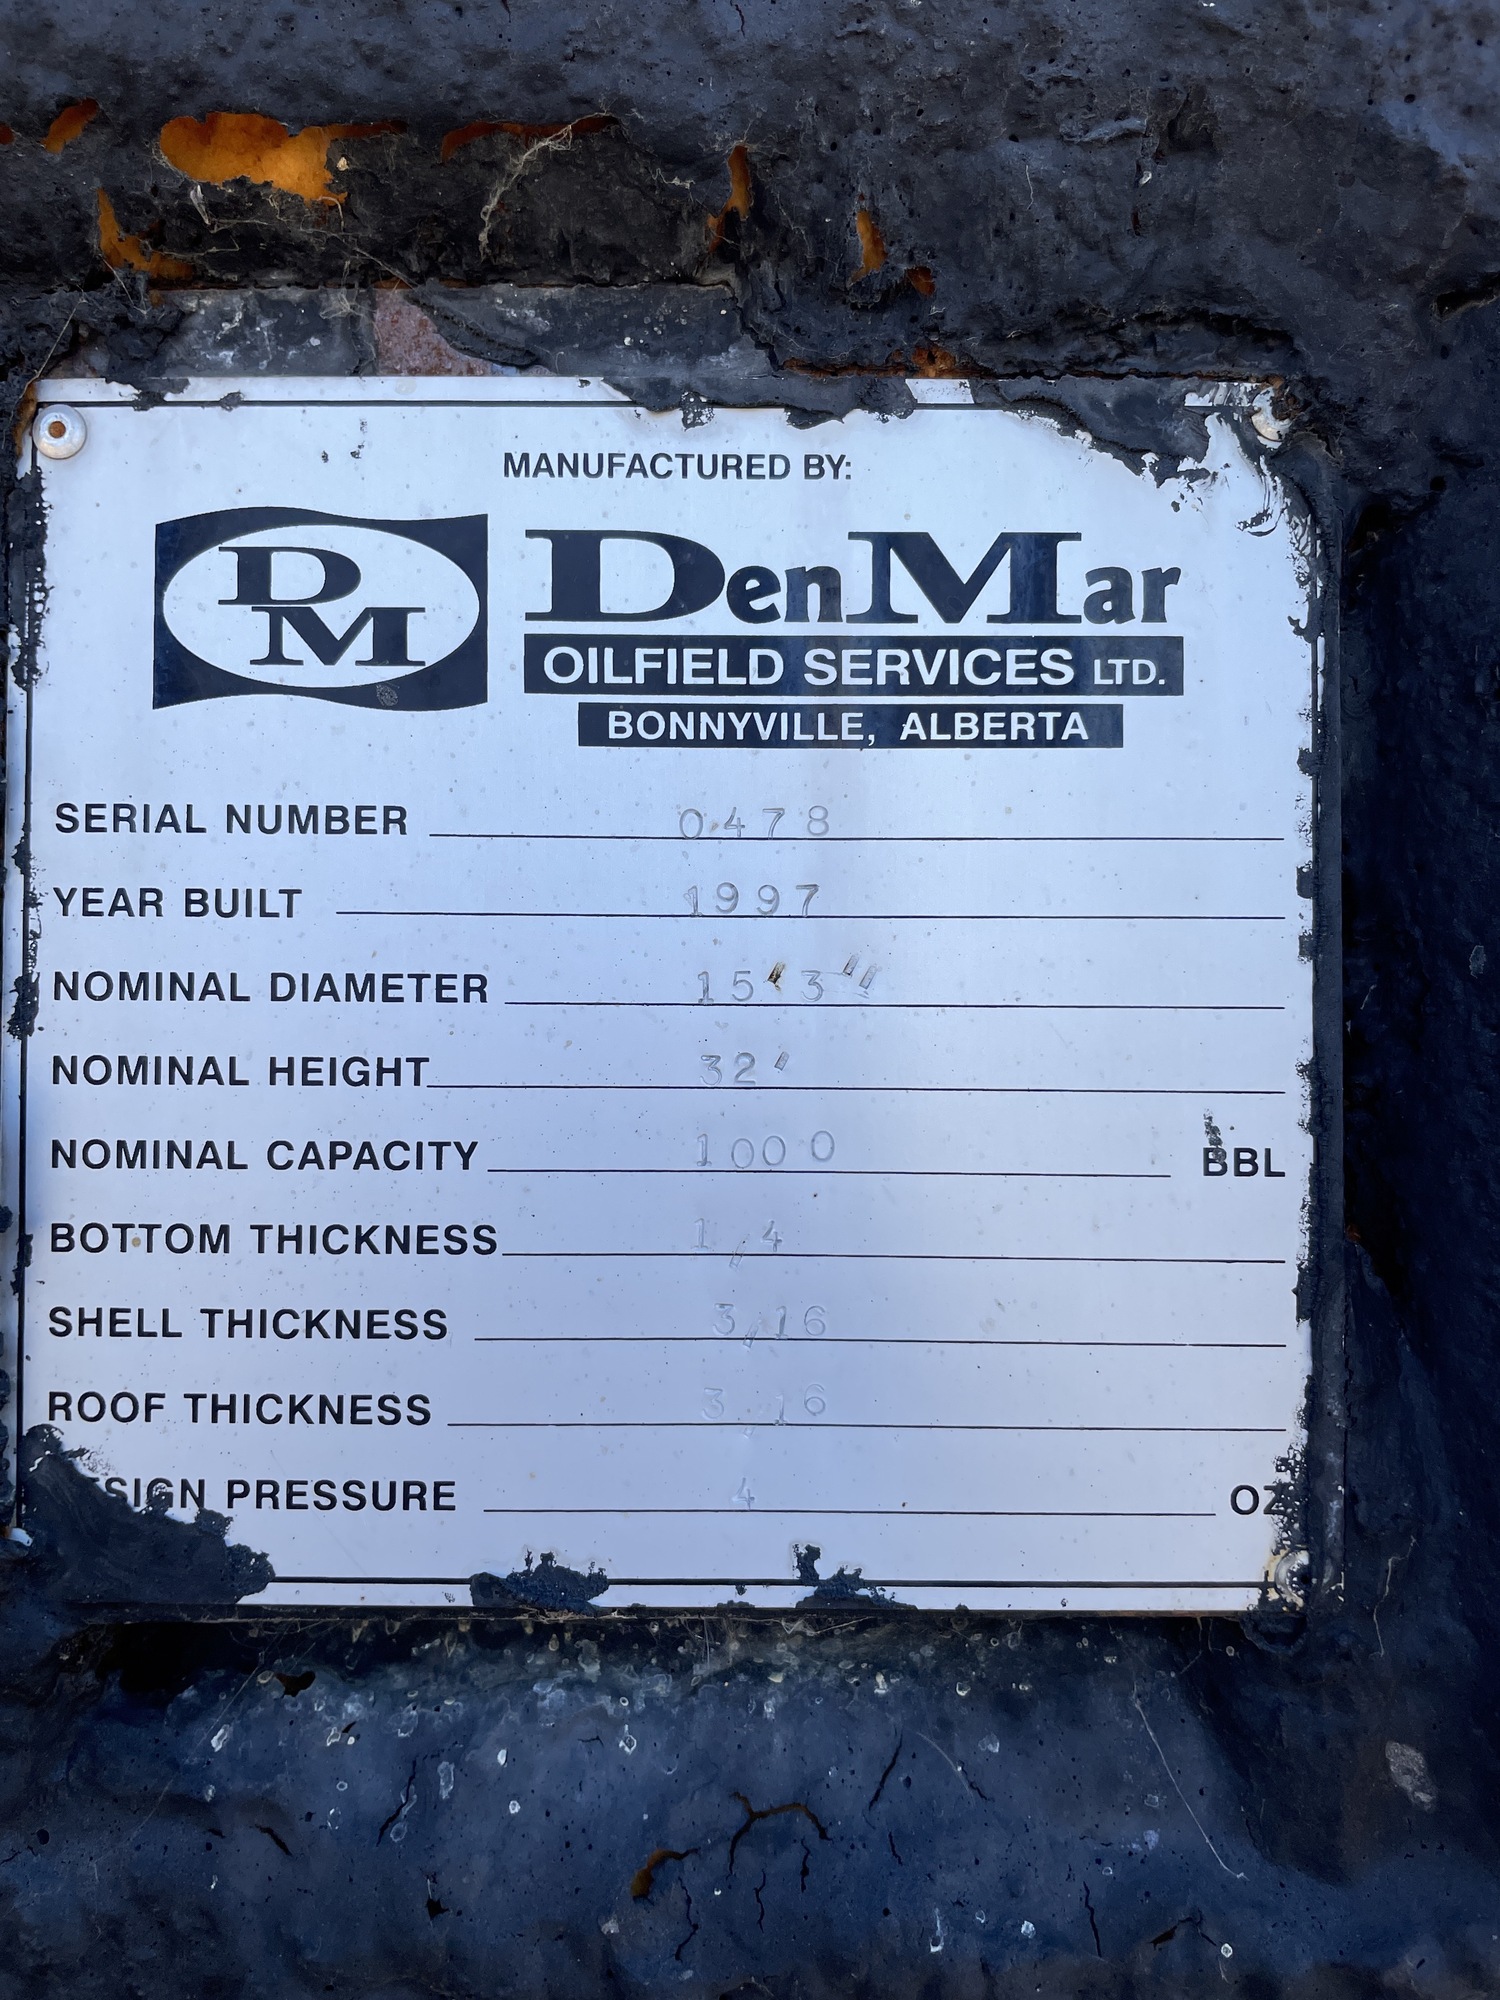 MANUFACTURED BY:
DM
DenMar
OILFIELD SERVICES LTD.
BONNYVILLE, ALBERTA
SERIAL NUMBER 0478
YEAR BUILT 1997
NOMINAL DIAMETER 15' 3"
NOMINAL HEIGHT 32'
NOMINAL CAPACITY 1000 BBL
BOTTOM THICKNESS 1/4
SHELL THICKNESS 3/16
ROOF THICKNESS 3/16
DESIGN PRESSURE 4 OZ